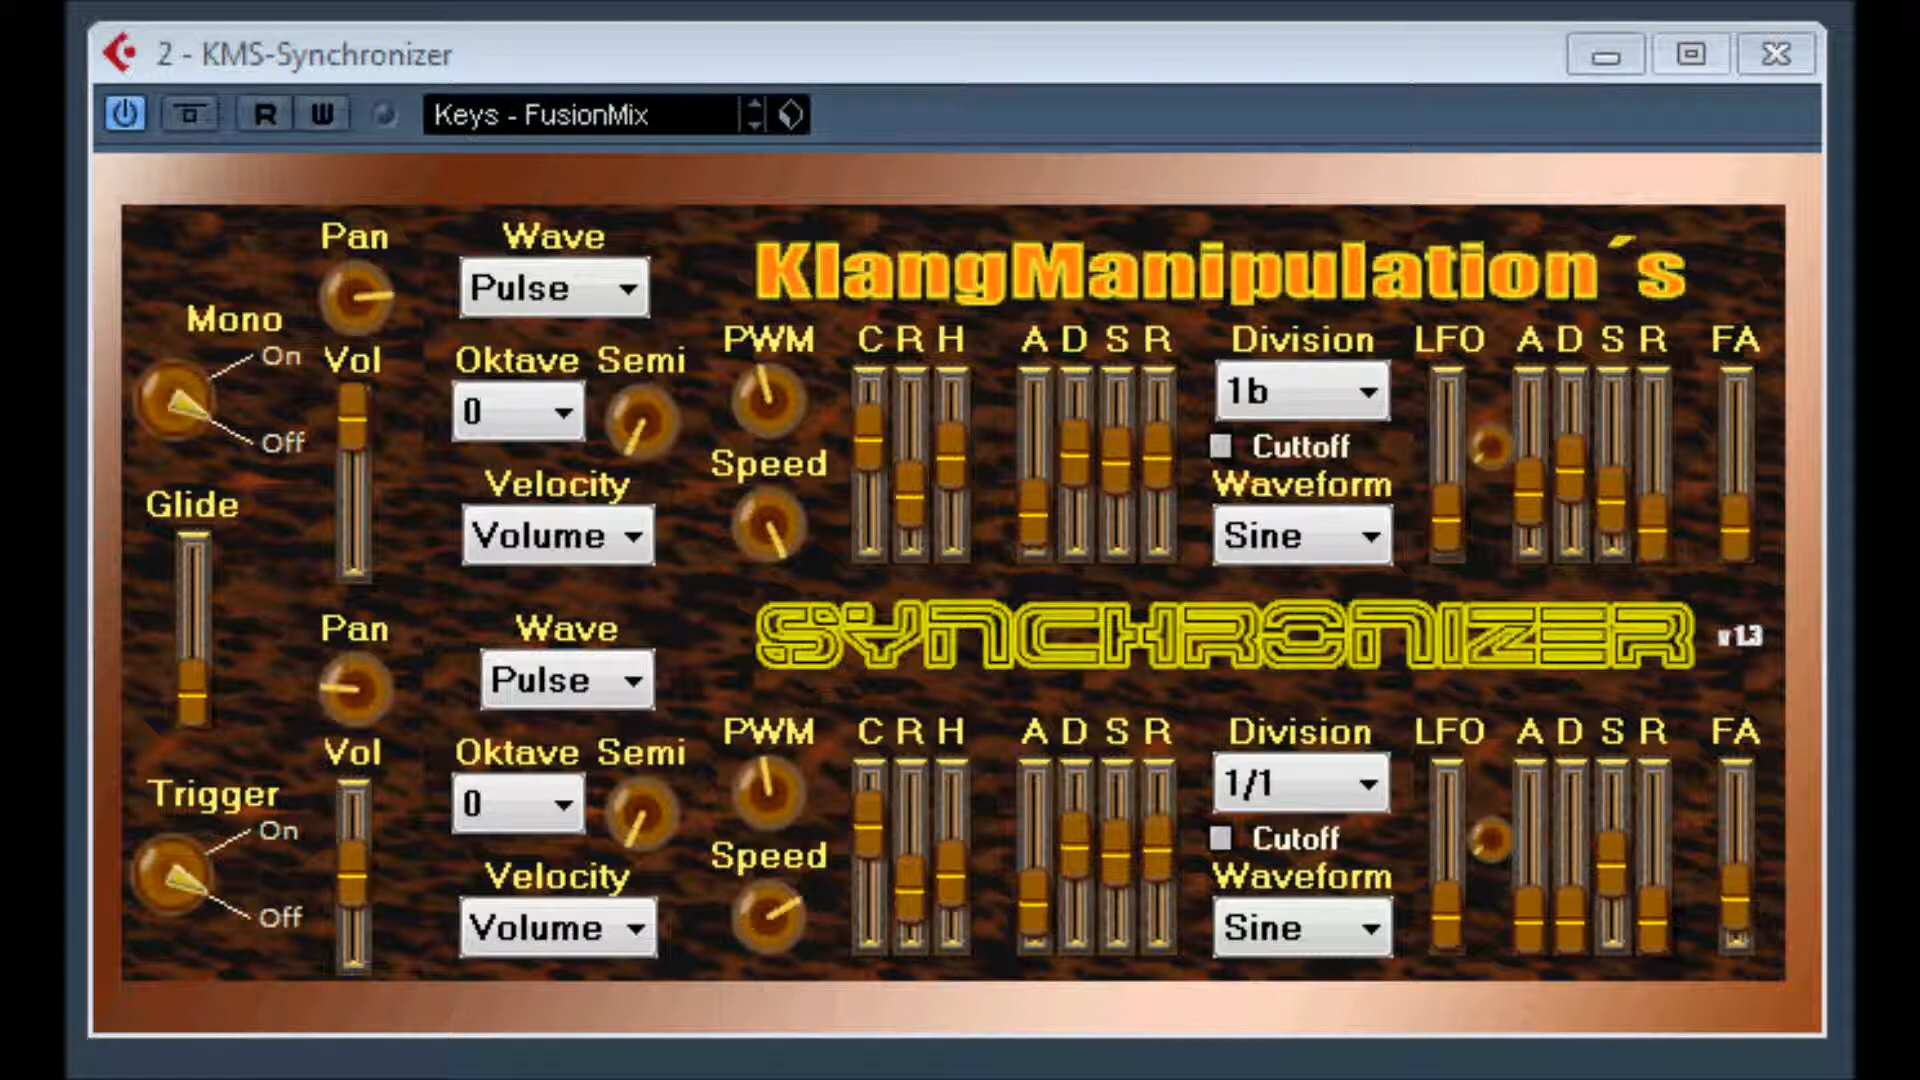 2 - KMS-Synchronizer
R W Keys - FusionMix
Pan Wave
KlangManipulation´s
Pulse
Mono
On
Off
Vol
Oktave Semi
0
PWM C R H A D S R Division LFO A D S R FA
1b
Cuttoff
Speed
Velocity
Volume
Waveform
Sine
Glide
SYNCHRONIZER v1.3
Pan Wave
Pulse
Vol
Oktave Semi
0
PWM C R H A D S R Division LFO A D S R FA
1/1
Cutoff
Trigger
On
Off
Speed
Velocity
Volume
Waveform
Sine